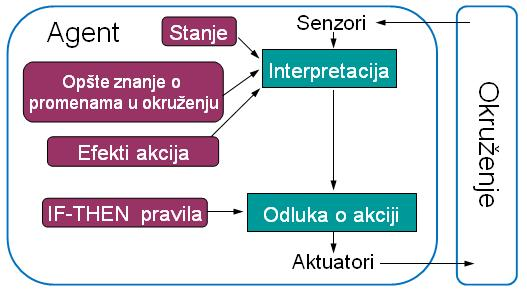 Agent
Stanje
Senzori
Opšte znanje o
promenama u okruženju
Interpretacija
Efekti akcija
IF-THEN pravila
Odluka o akciji
Aktuatori
Okruženje